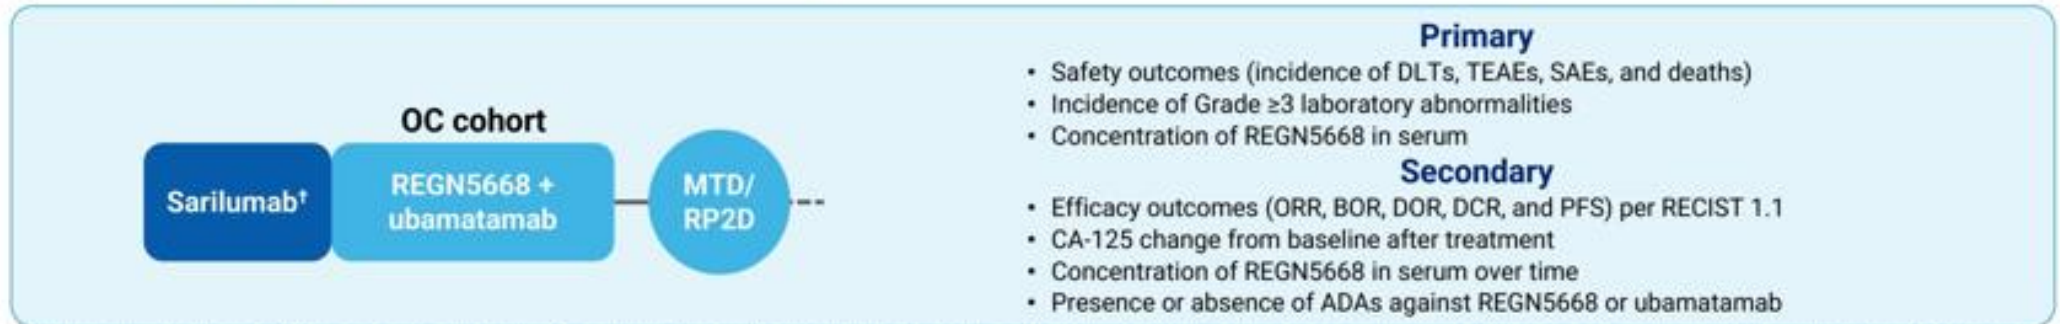 OC cohort
Sarilumab†
REGN5668 +
ubamatamab
MTD/
RP2D
Primary
• Safety outcomes (incidence of DLTs, TEAEs, SAEs, and deaths)
• Incidence of Grade ≥3 laboratory abnormalities
• Concentration of REGN5668 in serum
Secondary
• Efficacy outcomes (ORR, BOR, DOR, DCR, and PFS) per RECIST 1.1
• CA-125 change from baseline after treatment
• Concentration of REGN5668 in serum over time
• Presence or absence of ADAs against REGN5668 or ubamatamab